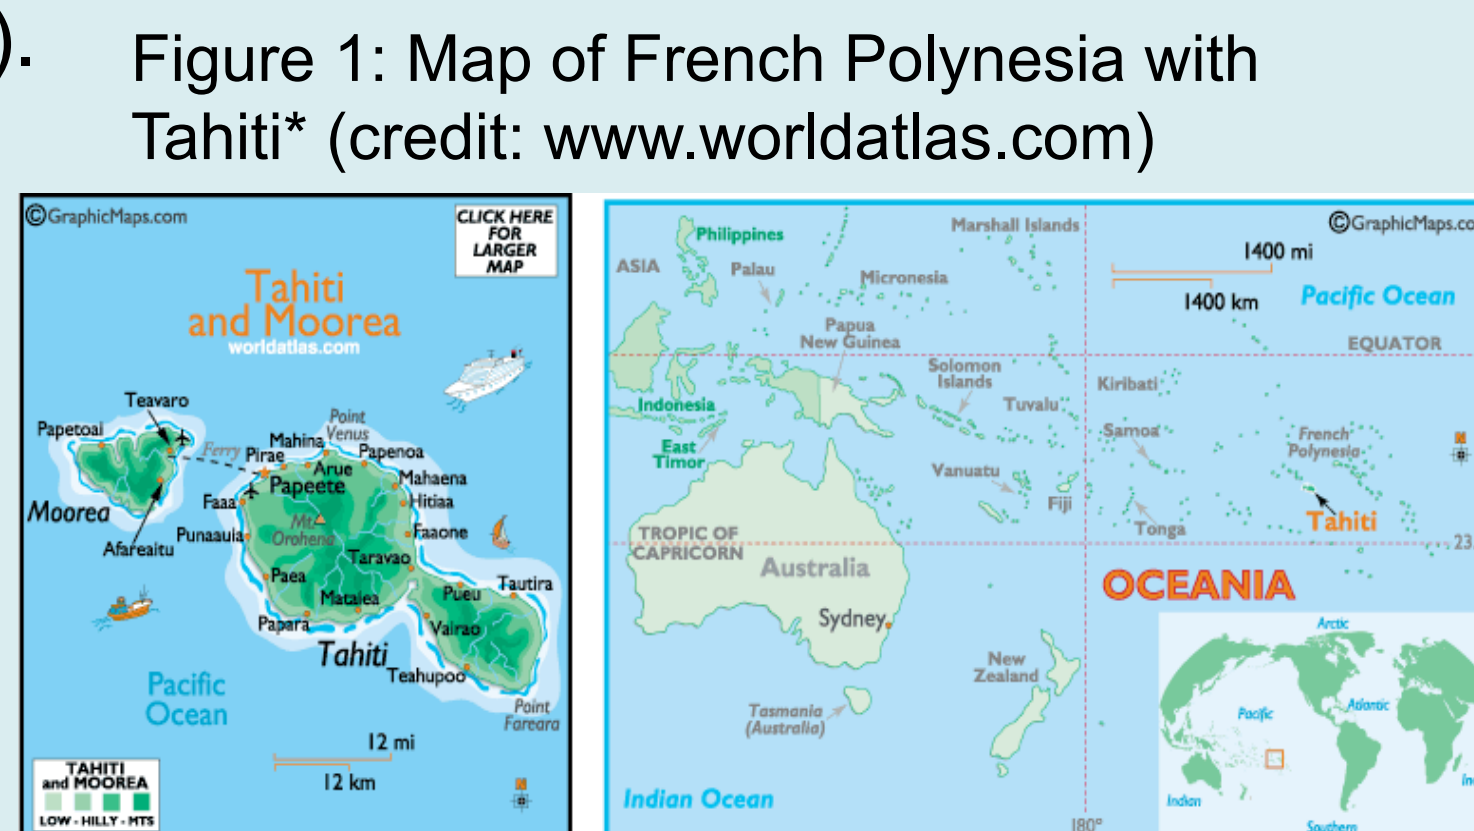 ).
Figure 1: Map of French Polynesia with
Tahiti* (credit: www.worldatlas.com)
©GraphicMaps.com
CLICK HERE
FOR
LARGER
MAP
Tahiti
and Moorea
worldatlas.com
Teavaro
Papetoai
Moorea
Afareaitu
Ferry
Point
Venus
Mahina
Pirae
Papenoa
Arue
Papeete
Mahaena
Faaa
Hitiaa
Punaauia
Mt.
Orohena
Faaone
Taravao
Paea
Tautira
Pueu
Mataiea
Papara
Vairao
Tahiti
Teahupoo
Pacific
Ocean
Point
Fareara
12 mi
12 km
N
TAHITI
and MOOREA
LOW - HILLY - MTS
©GraphicMaps.co
Philippines
Marshall Islands
1400 mi
ASIA
Palau
Micronesia
1400 km
Pacific Ocean
Papua
New Guinea
EQUATOR
Solomon
Islands
Kiribati
Indonesia
Tuvalu
East
Timor
Samoa
French
Polynesia
N
Vanuatu
Fiji
Tahiti
Tonga
TROPIC OF
CAPRICORN
23
Australia
OCEANIA
Sydney
New
Zealand
Tasmania
(Australia)
Indian Ocean
180°
Arctic
Pacific
Atlantic
Indian
In
Southern